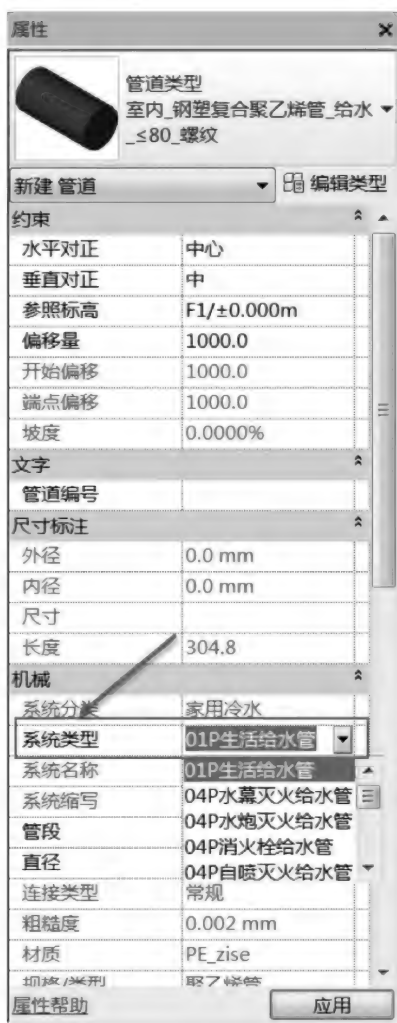 属性
管道类型
室内_钢塑复合聚乙烯管_给水
_≤80_螺纹
新建 管道
编辑类型
约束
水平对正 中心
垂直对正 中
参照标高 F1/±0.000m
偏移量 1000.0
开始偏移 1000.0
端点偏移 1000.0
坡度 0.0000%
文字
管道编号
尺寸标注
外径 0.0 mm
内径 0.0 mm
尺寸
长度 304.8
机械
系统分类 家用冷水
系统类型 01P生活给水管
系统名称 01P生活给水管
系统缩写 04P水幕灭火给水管
04P水炮灭火给水管
管段
04P消火栓给水管
直径
04P自喷灭火给水管
连接类型 常规
粗糙度 0.002 mm
材质 PE_zise
规格/类型 聚乙烯管
属性帮助 应用